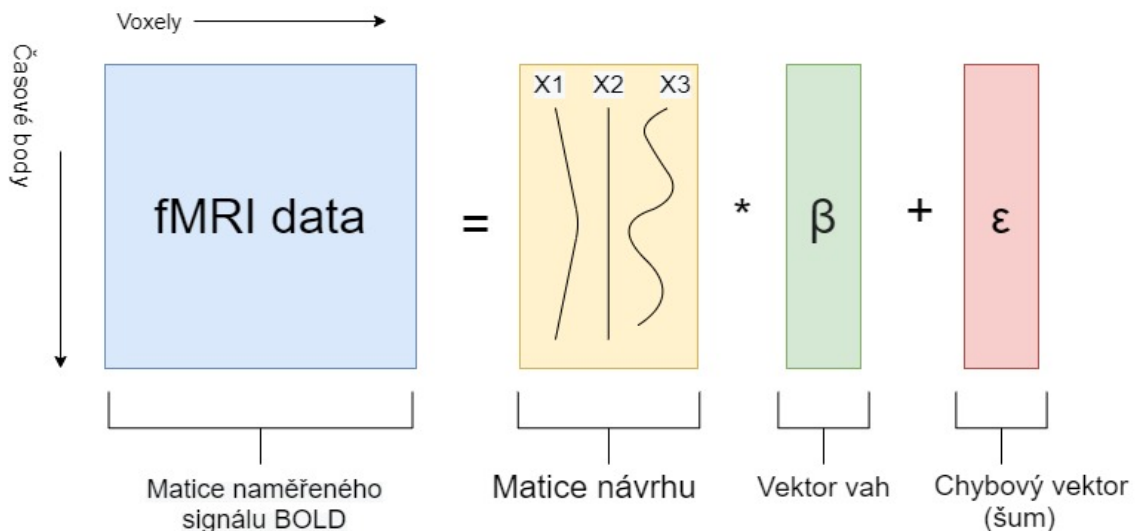 Voxely
Časové body
fMRI data
=
X1 X2 X3
*
β
+
ε
Matice naměřeného
signálu BOLD
Matice návrhu
Vektor vah
Chybový vektor
(šum)